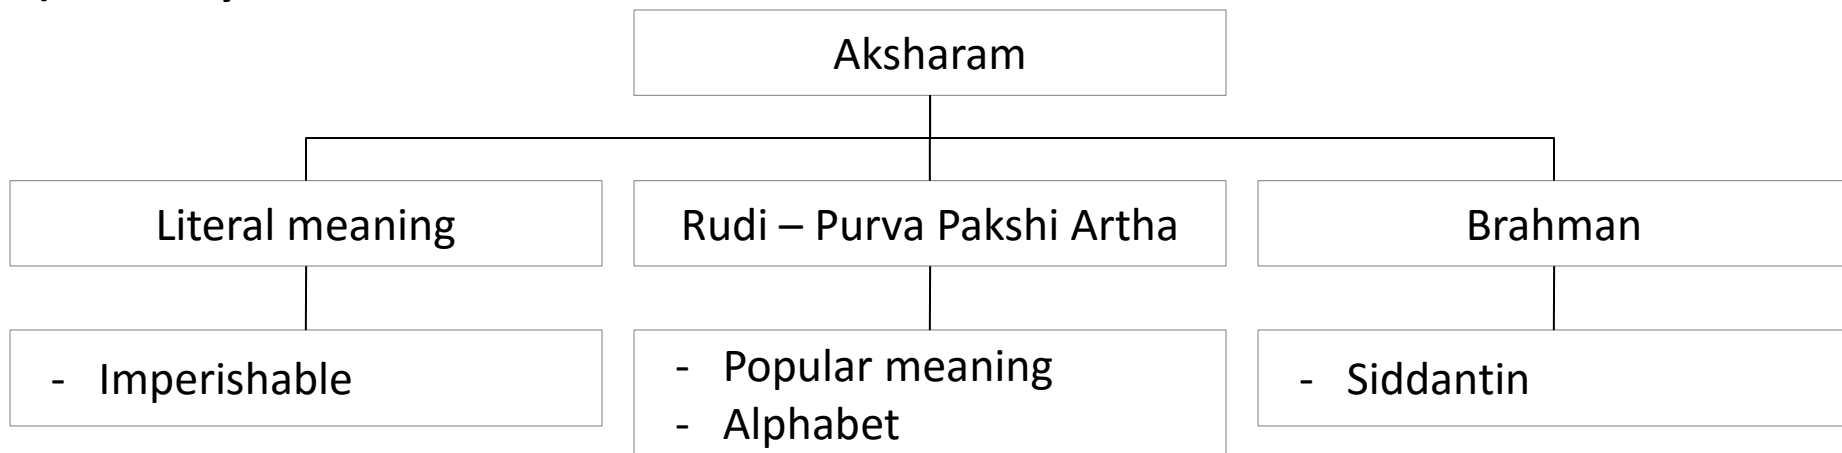 Aksharam
Literal meaning
Rudi – Purva Pakshi Artha
Brahman
- Imperishable
- Popular meaning
- Alphabet
- Siddantin